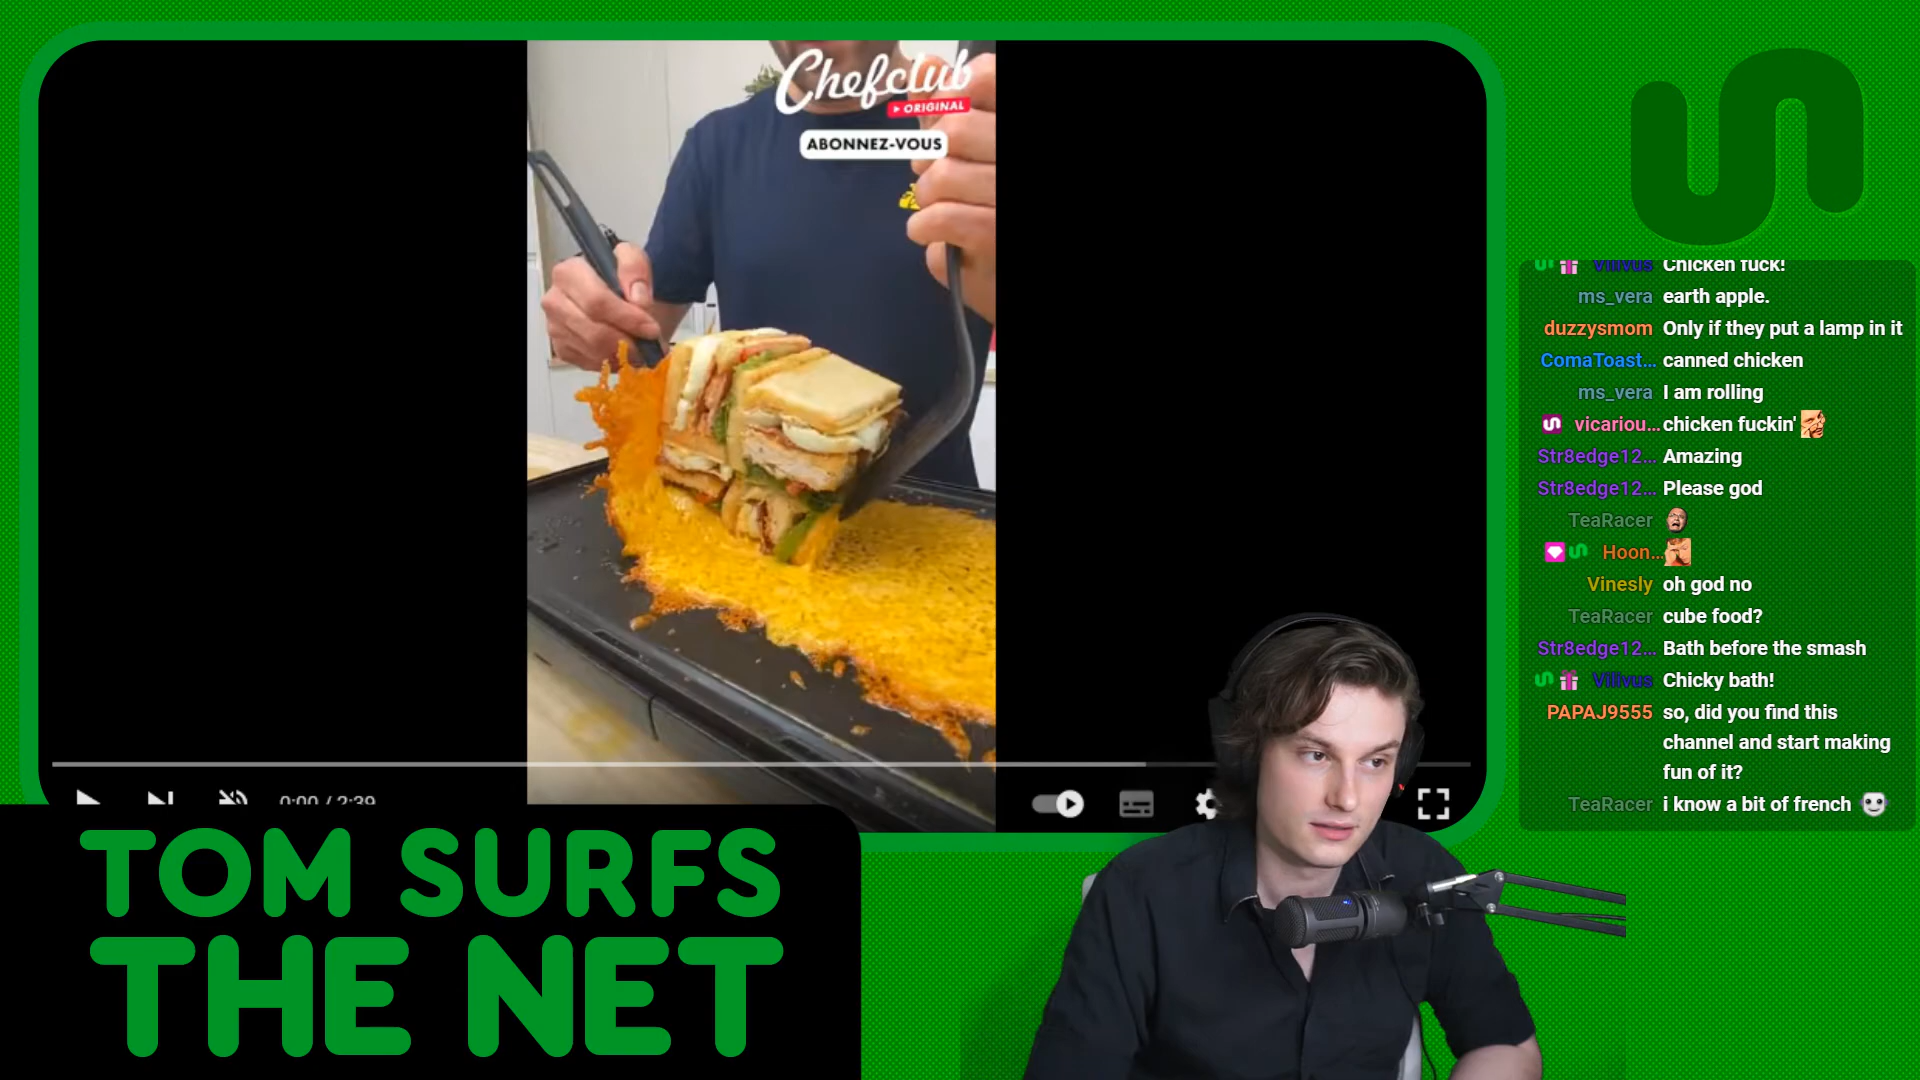 Chefclub
ORIGINAL
ABONNEZ-VOUS
0:00 / 2:39
TOM SURFS
THE NET
Vilivus Chicken fuck!
ms_vera earth apple.
duzzysmom Only if they put a lamp in it
ComaToast... canned chicken
ms_vera I am rolling
vicariou... chicken fuckin'
Str8edge12... Amazing
Str8edge12... Please god
TeaRacer
Hoon...
Vinesly oh god no
TeaRacer cube food?
Str8edge12... Bath before the smash
Vilivus Chicky bath!
PAPAJ9555 so, did you find this
channel and start making
fun of it?
TeaRacer i know a bit of french